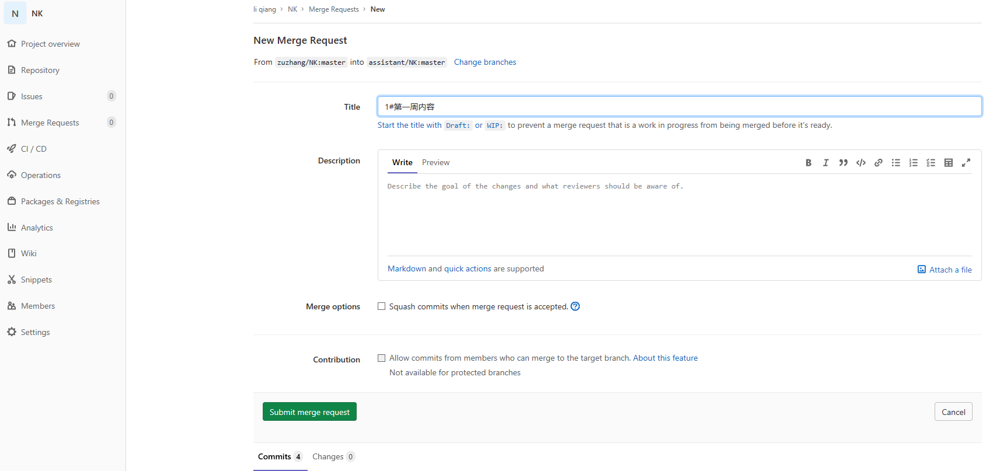 N NK
Project overview
Repository
Issues 0
Merge Requests 0
CI / CD
Operations
Packages & Registries
Analytics
Wiki
Snippets
Members
Settings
li qiang > NK > Merge Requests > New
New Merge Request
From zuzhang/NK:master into assistant/NK:master Change branches
Title 1#第一周内容
Start the title with Draft: or WIP: to prevent a merge request that is a work in progress from being merged before it's ready.
Description Write Preview
Describe the goal of the changes and what reviewers should be aware of.
Markdown and quick actions are supported Attach a file
Merge options Squash commits when merge request is accepted.
Contribution Allow commits from members who can merge to the target branch. About this feature
Not available for protected branches
Submit merge request Cancel
Commits 4 Changes 0